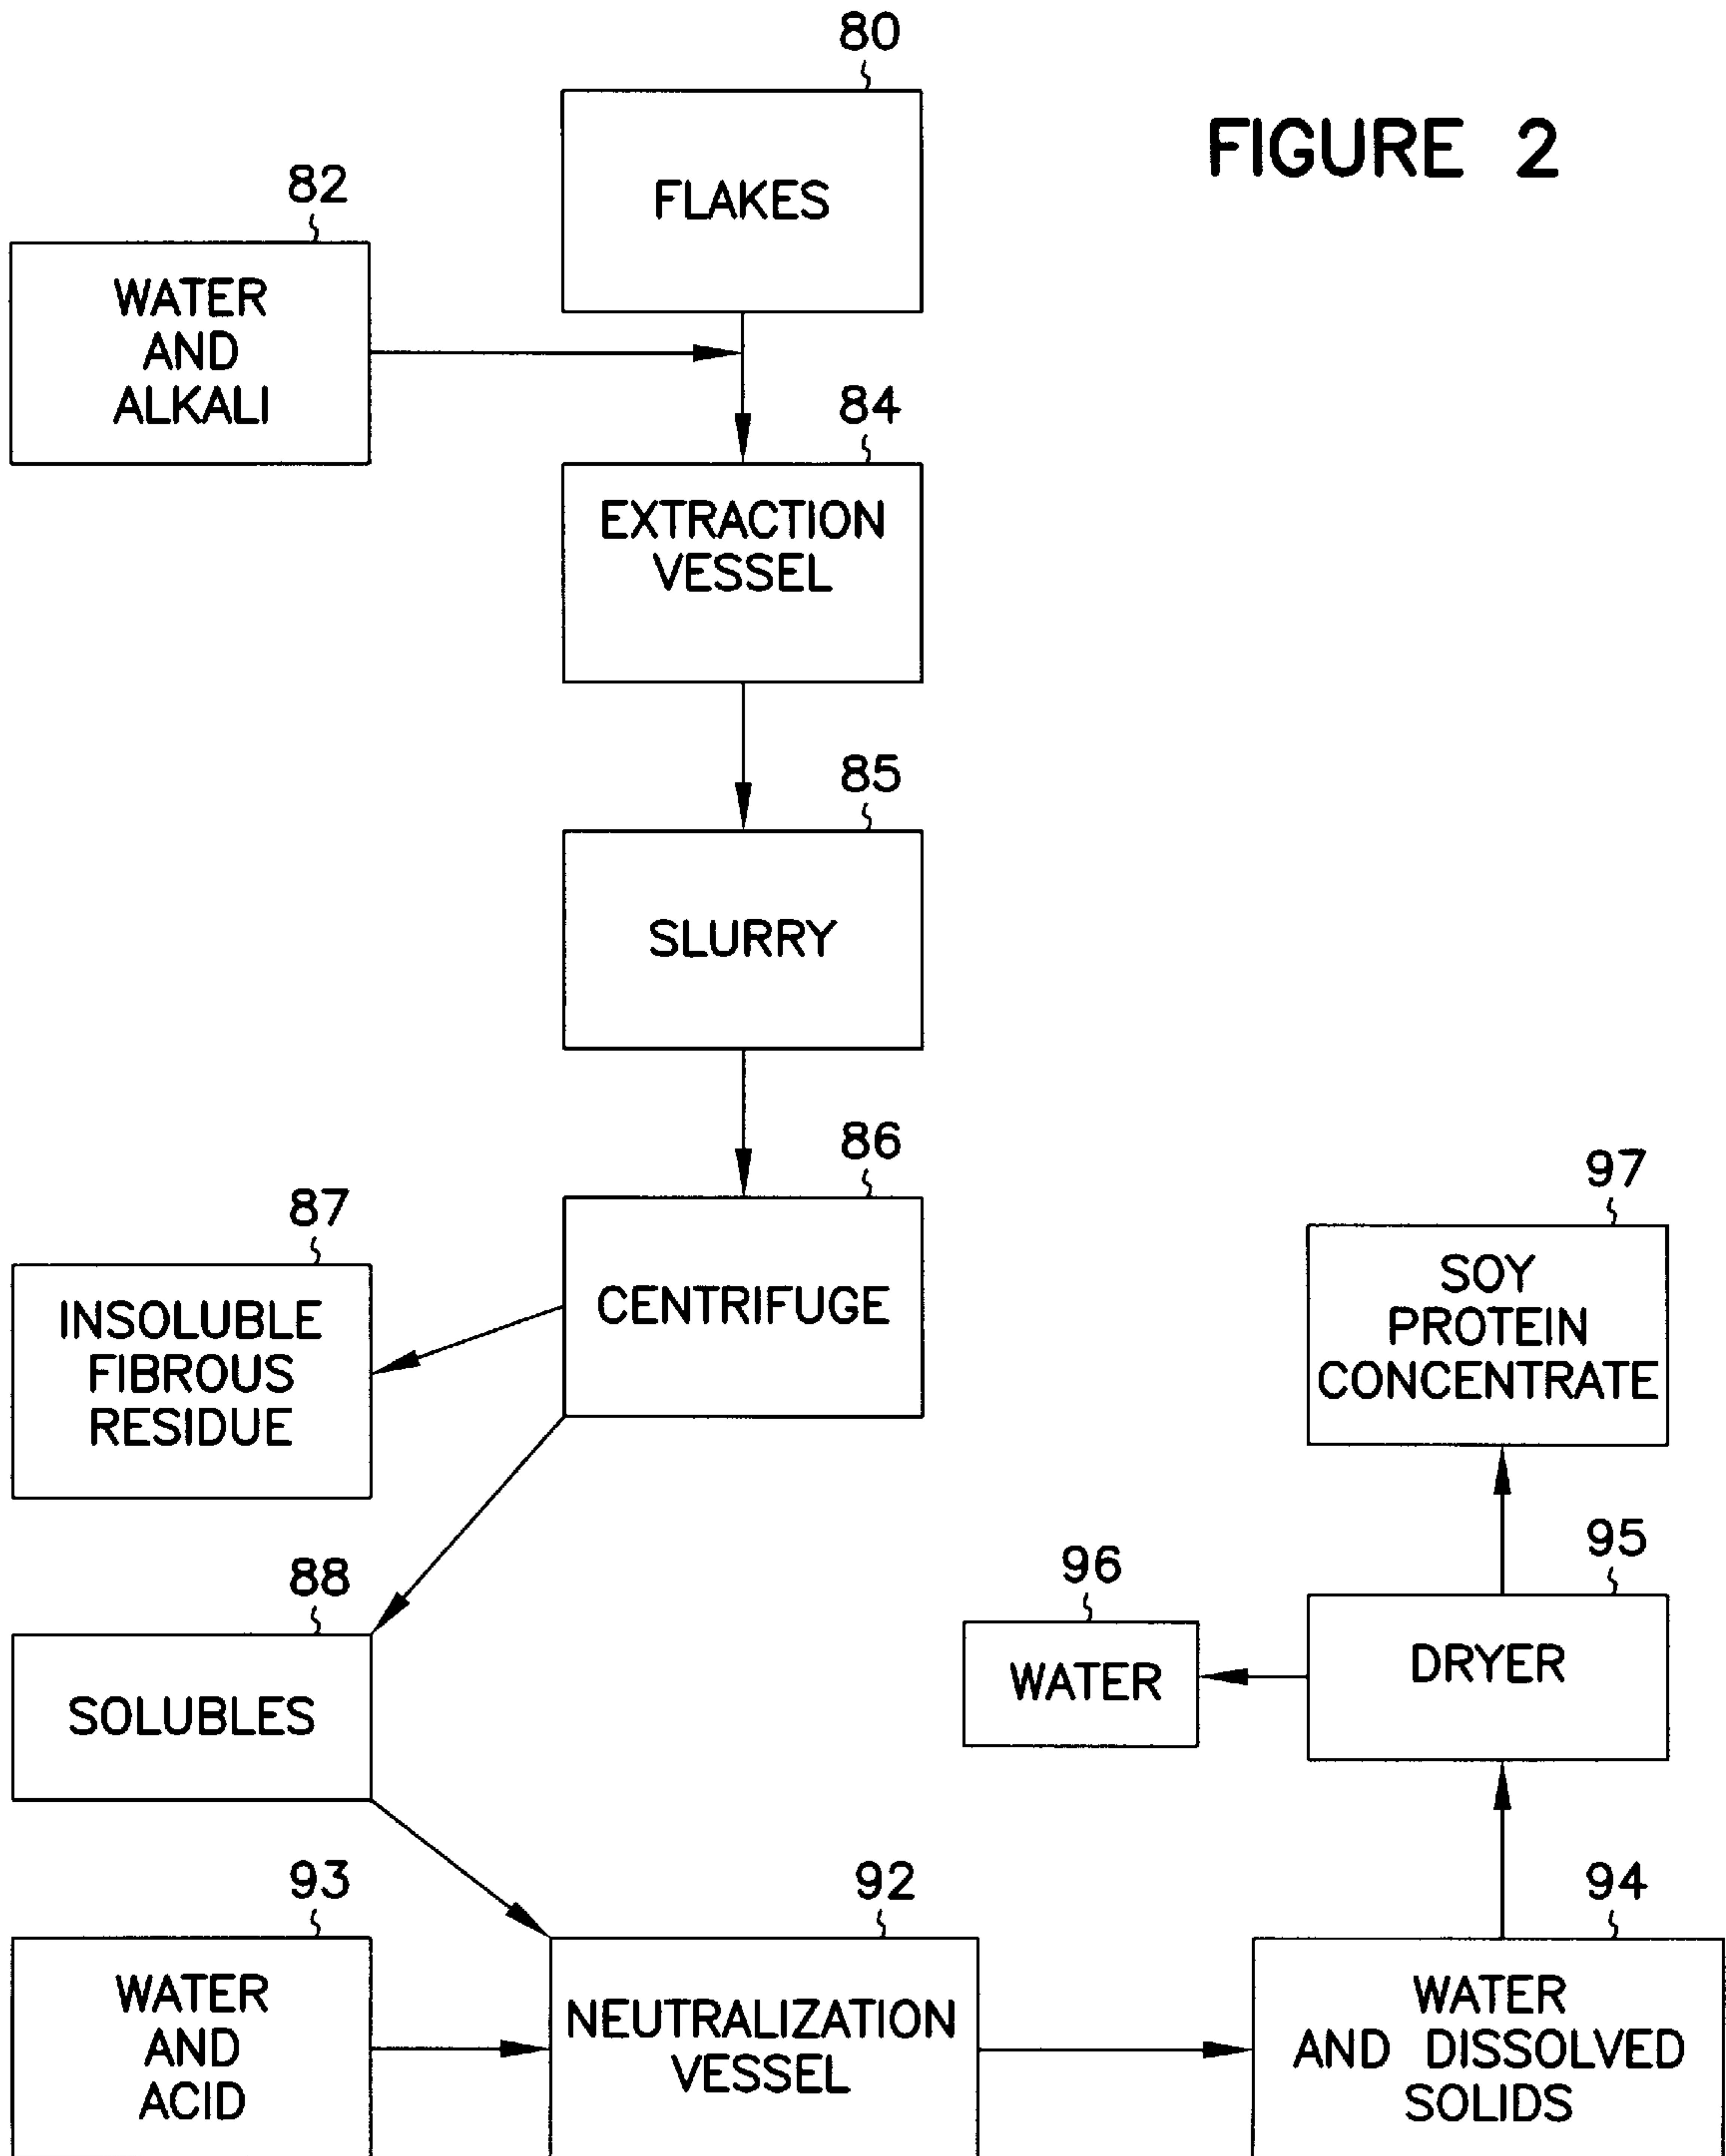 80
FIGURE 2
FLAKES
82
WATER
AND
ALKALI
84
EXTRACTION
VESSEL
85
SLURRY
86
CENTRIFUGE
87
INSOLUBLE
FIBROUS
RESIDUE
88
SOLUBLES
93
WATER
AND
ACID
92
NEUTRALIZATION
VESSEL
94
WATER
AND DISSOLVED
SOLIDS
95
DRYER
96
WATER
97
SOY
PROTEIN
CONCENTRATE